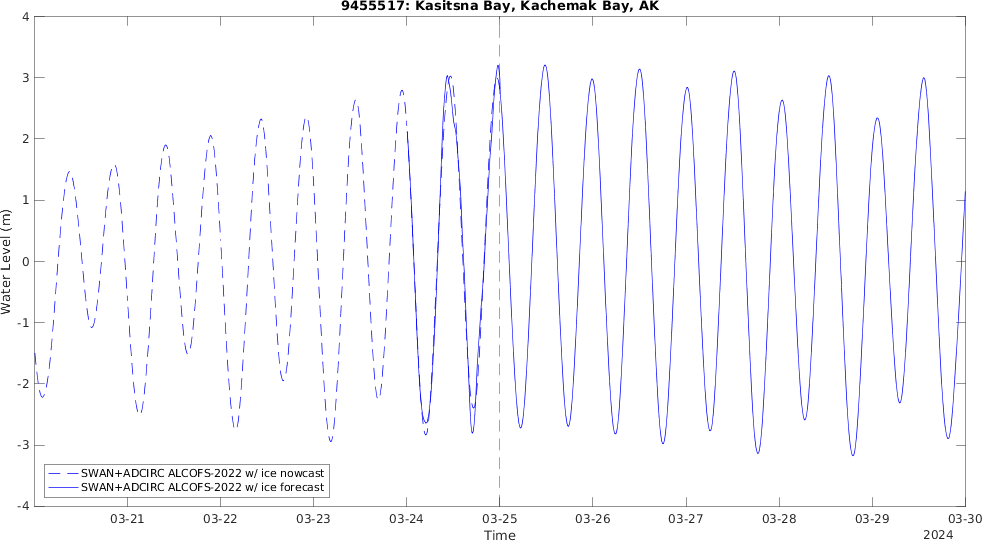 9455517: Kasitsna Bay, Kachemak Bay, AK
4
3
2
1
0
-1
-2
-3
-4
Water Level (m)
SWAN+ADCIRC ALCOFS-2022 w/ ice nowcast
SWAN+ADCIRC ALCOFS-2022 w/ ice forecast
03-21 03-22 03-23 03-24 03-25 03-26 03-27 03-28 03-29 03-30
Time
2024